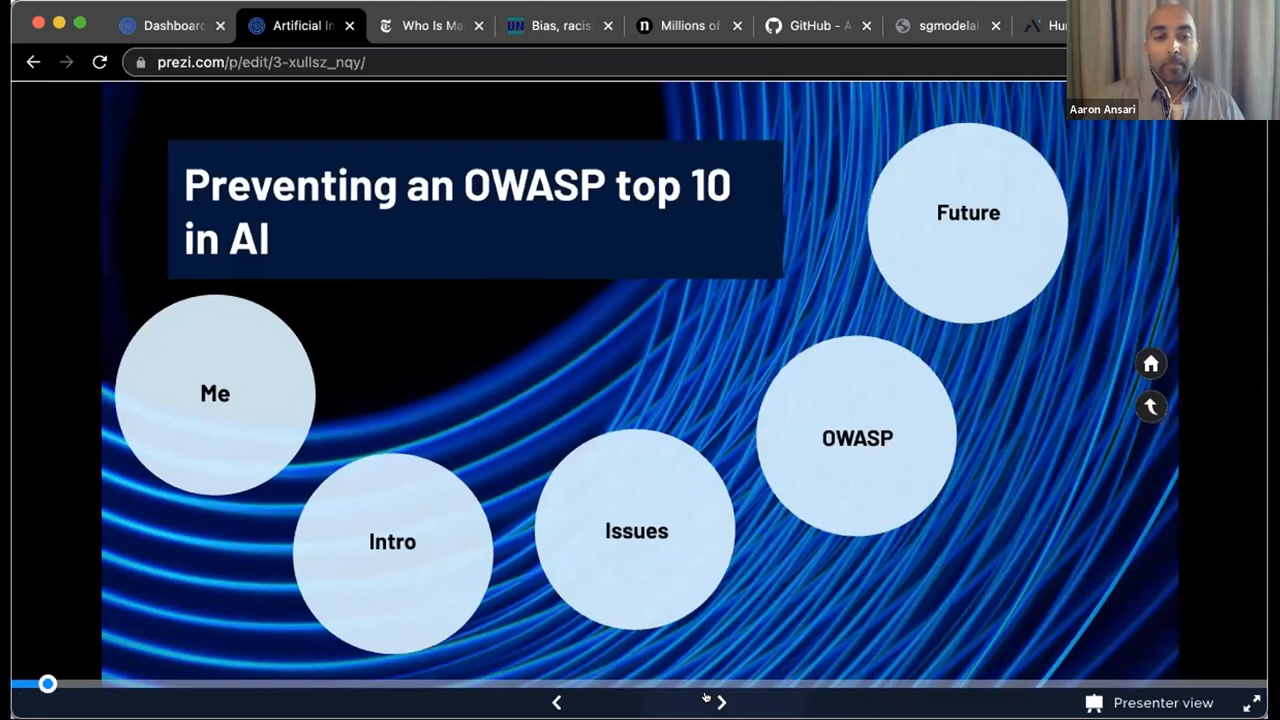 Dashboard
Artificial In
Who Is Ma
UN Bias, racis
n Millions of
GitHub - A
sgmodelai
Hu
prezi.com/p/edit/3-xullsz_nqy/
Aaron Ansari
Preventing an OWASP top 10
in AI
Future
Me
OWASP
Issues
Intro
Presenter view